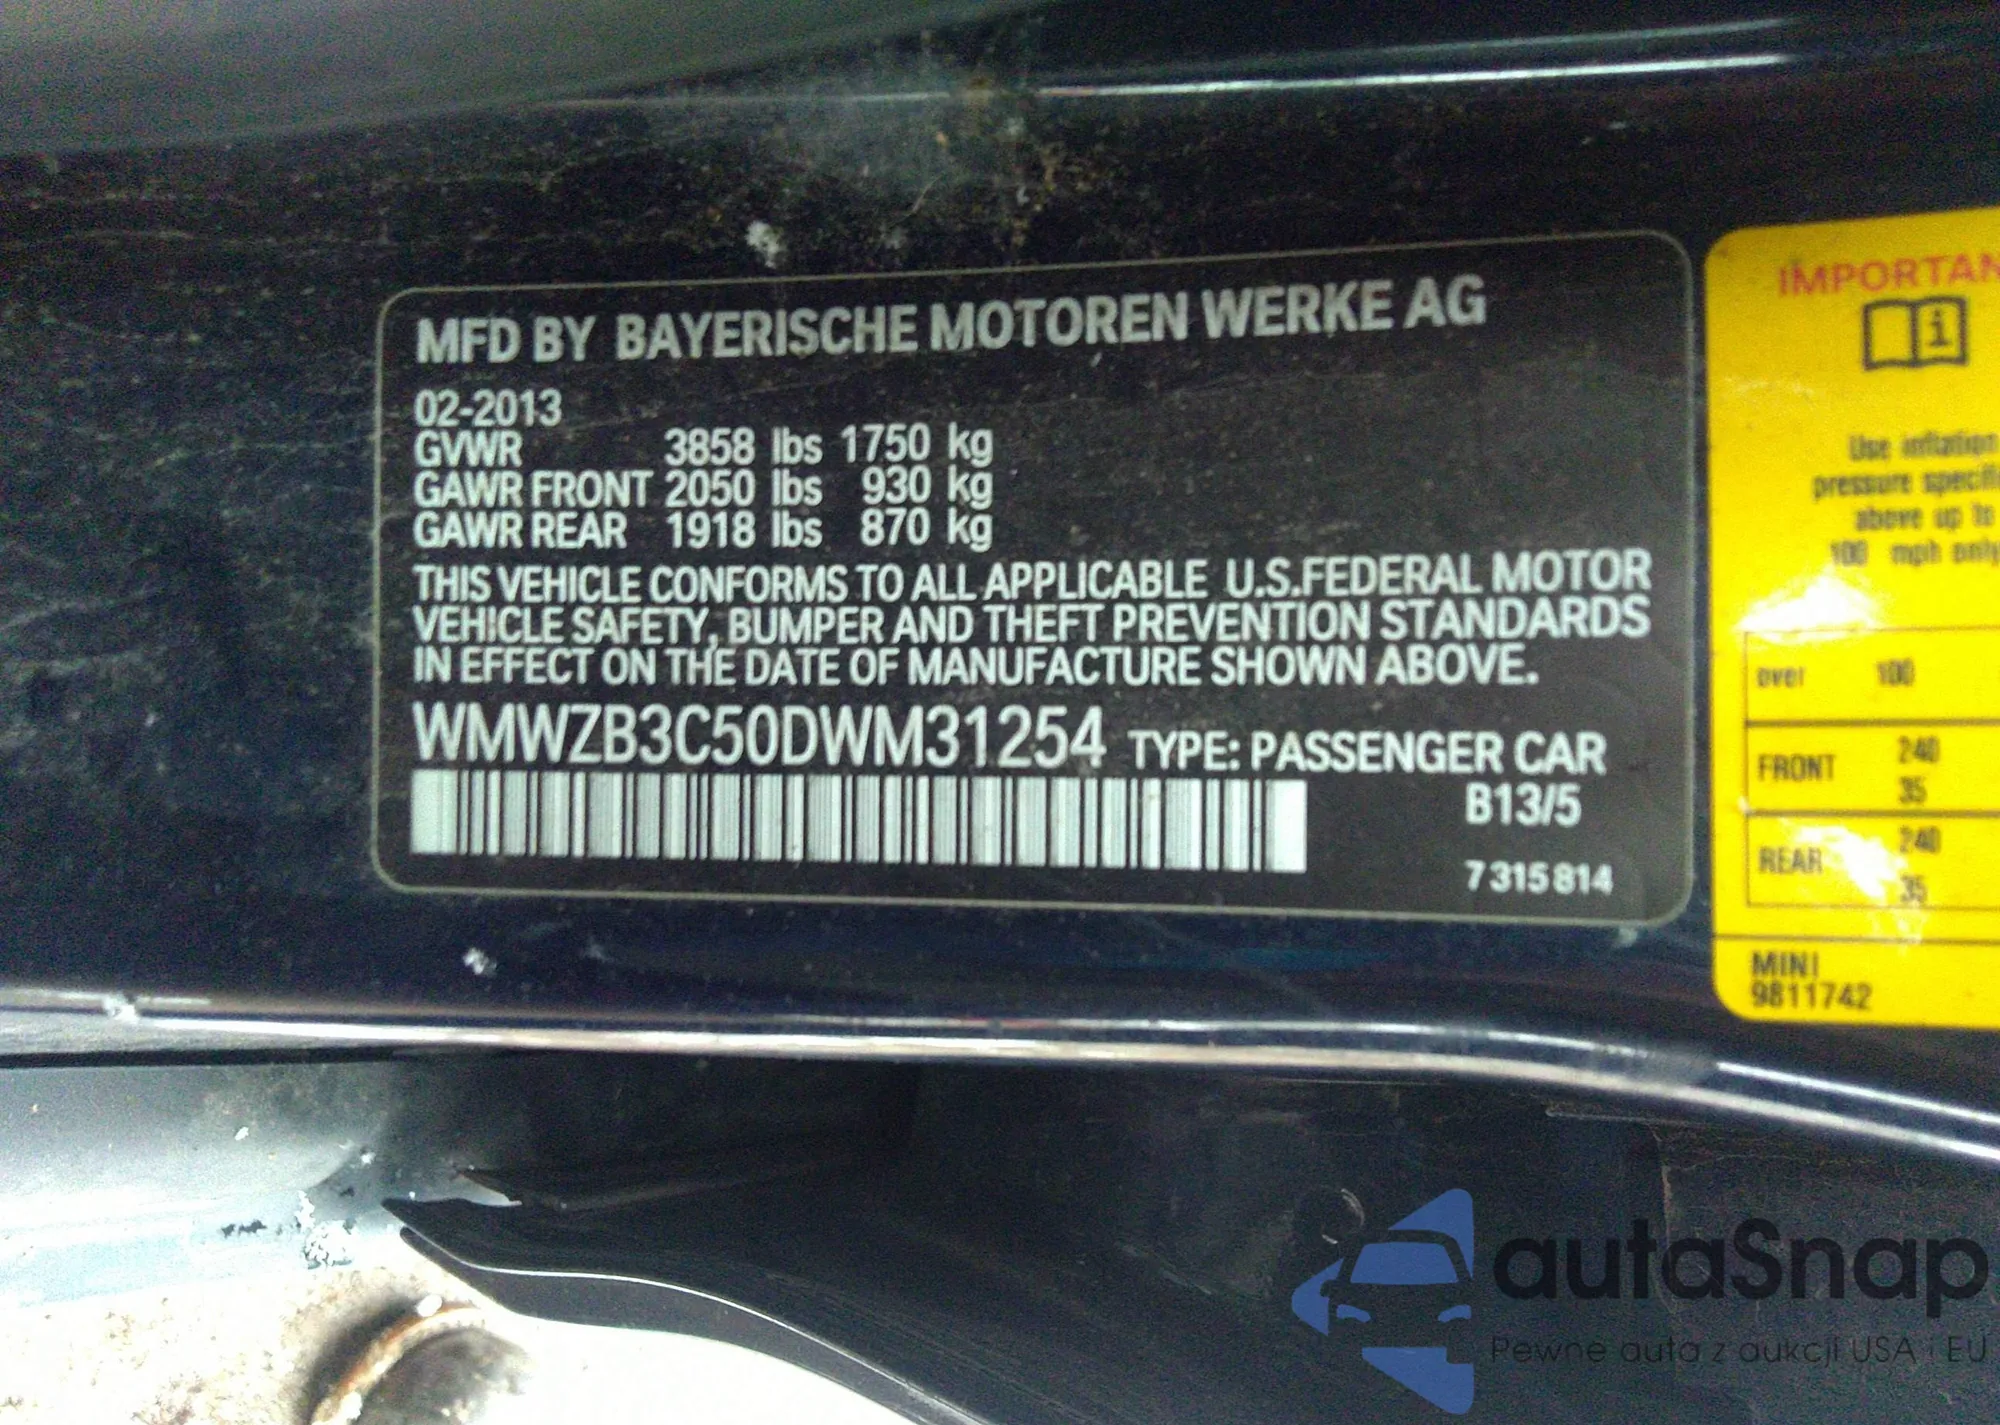 MFD BY BAYERISCHE MOTOREN WERKE AG
02-2013
GVWR 3858 lbs 1750 kg
GAWR FRONT 2050 lbs 930 kg
GAWR REAR 1918 lbs 870 kg
THIS VEHICLE CONFORMS TO ALL APPLICABLE U.S.FEDERAL MOTOR
VEHICLE SAFETY, BUMPER AND THEFT PREVENTION STANDARDS
IN EFFECT ON THE DATE OF MANUFACTURE SHOWN ABOVE.
WMWZB3C50DWM31254 TYPE: PASSENGER CAR
B13/5
7 315 814
IMPORTAN
Use inflation
pressure specifi
above up to
100 mph only
over 100
FRONT 240
35
REAR 240
35
MINI
9811742
autaSnap
Pewne auta z aukcji USA i EU